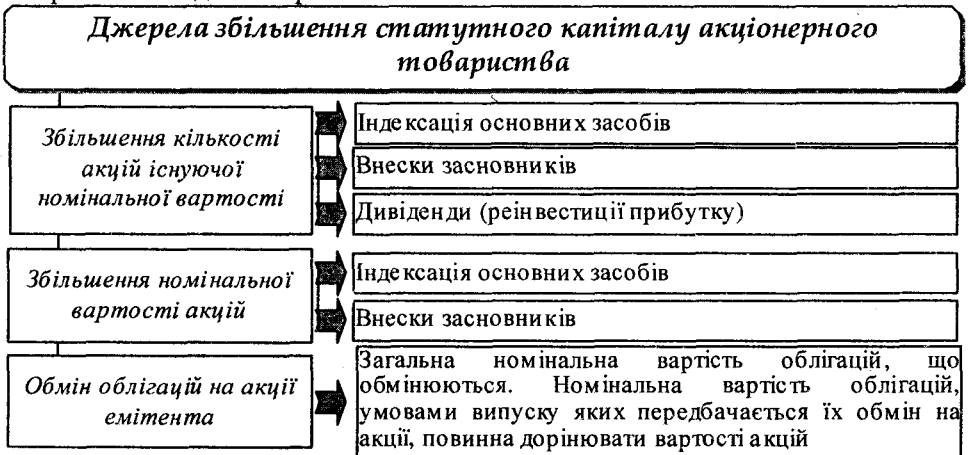 Джерела збільшення статутного капіталу акціонерного
товариства
Збільшення кількості
акцій існуючої
номінальної вартості
Індексація основних засобів
Внески засновників
Дивіденди (реінвестиції прибутку)
Збільшення номінальної
вартості акцій
Індексація основних засобів
Внески засновників
Обмін облігацій на акції
емітента
Загальна номінальна вартість облігацій, що
обмінюються. Номінальна вартість облігацій,
умовами випуску яких передбачається їх обмін на
акції, повинна дорінювати вартості акцій